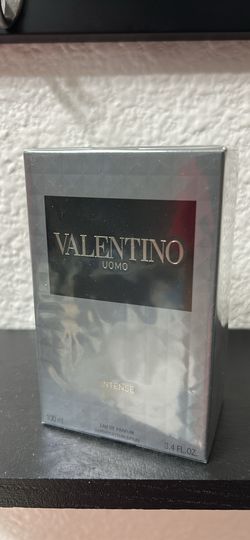 VALENTINO
UOMO
INTENSE
100 ml
EAU DE PARFUM
3.4 FL.OZ.